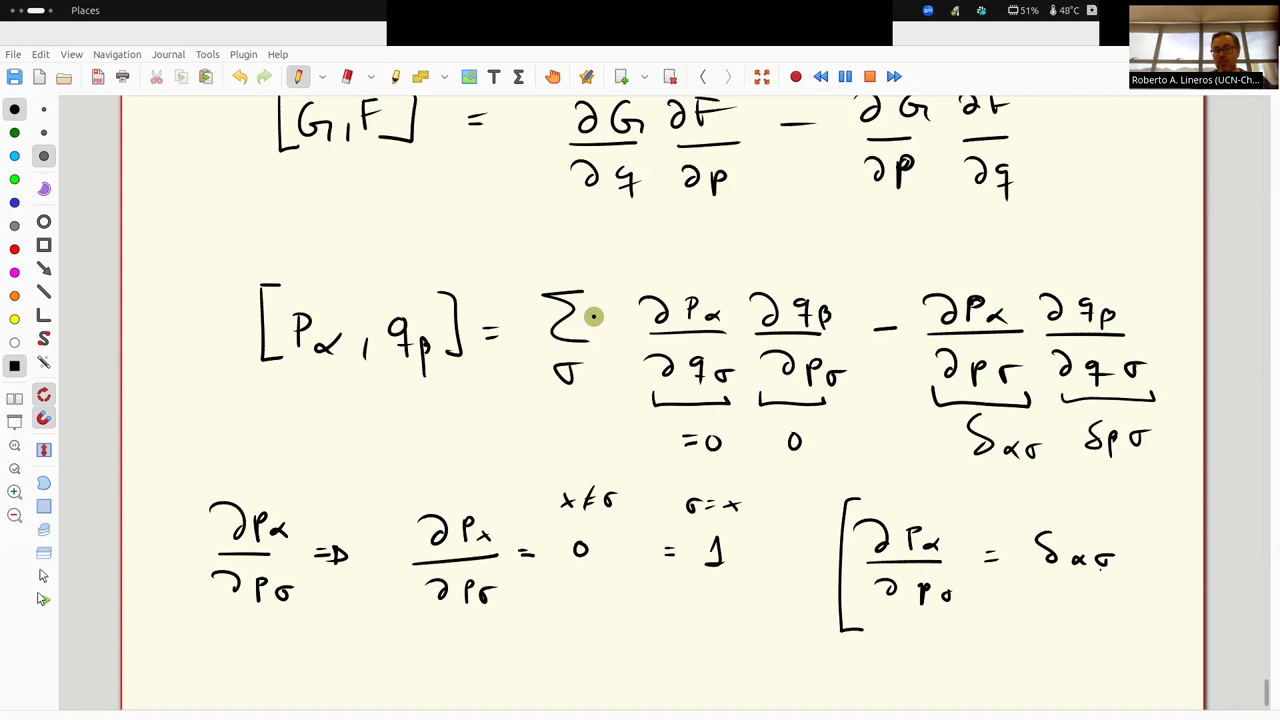 Places 51% 48°C
File Edit View Navigation Journal Tools Plugin Help
Roberto A. Lineros (UCN-Ch...
[G, F] = ∂G/∂q ∂F/∂p − ∂G/∂p ∂F/∂q
[Pα, qβ] = Σσ ∂Pα/∂qσ ∂qβ/∂pσ − ∂Pα/∂pσ ∂qβ/∂qσ
=0 0 δασ δβσ
x≠σ σ=x
∂pα/∂pσ ⇒ ∂px/∂pσ = 0 = 1 [ ∂pα/∂pσ = δασ